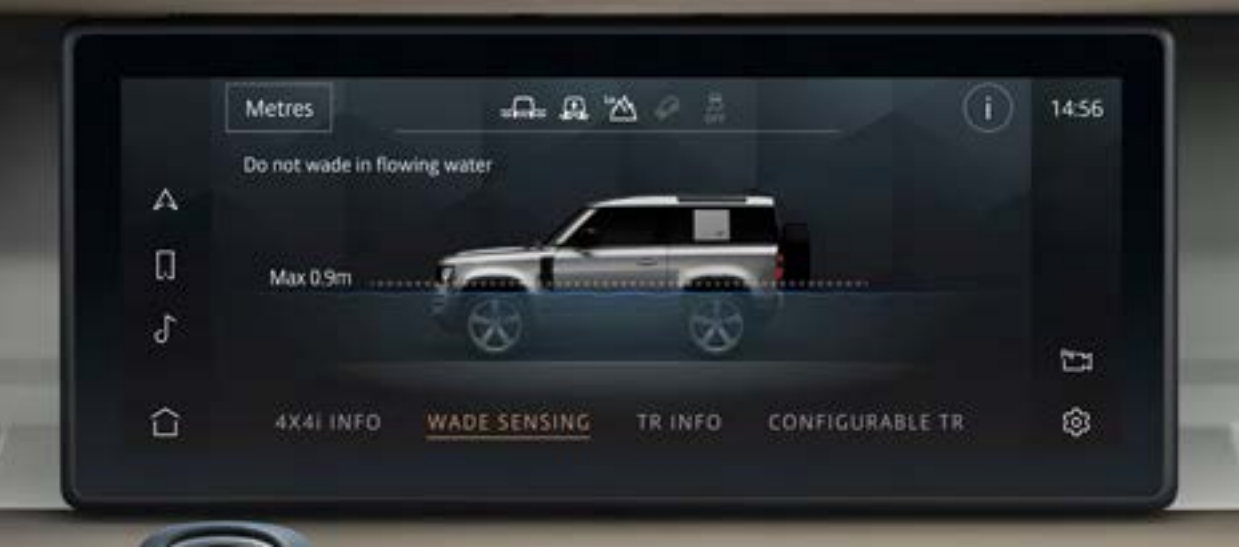 Metres
i
14:56
Do not wade in flowing water
Max 0.9m
4X4i INFO
WADE SENSING
TR INFO
CONFIGURABLE TR